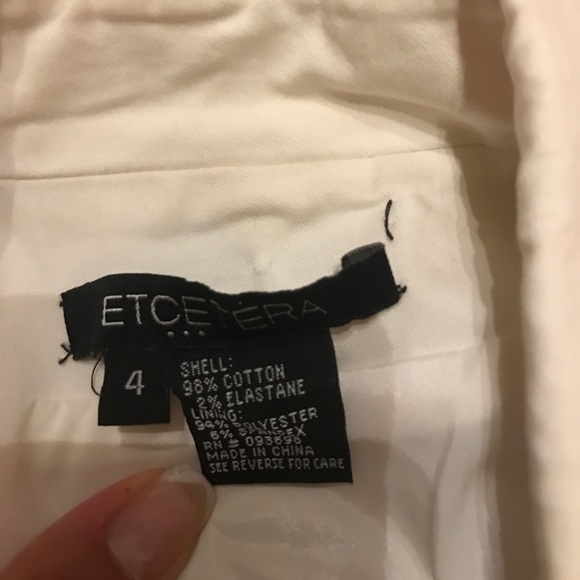 ETCETERA
4
SHELL:
98% COTTON
2% ELASTANE
LINING:
94% POLYESTER
6% SPANDEX
RN # 093696
MADE IN CHINA
SEE REVERSE FOR CARE